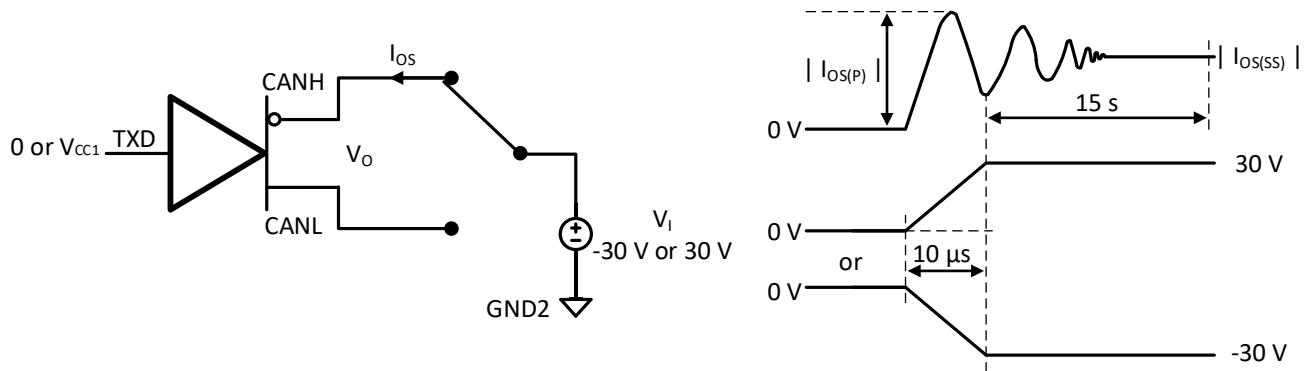 I_OS
CANH
0 or V_CC1 TXD
V_O
CANL
V_I
-30 V or 30 V
GND2
| I_OS(P) |
| I_OS(SS) |
15 s
0 V
30 V
0 V
or
10 µs
0 V
-30 V